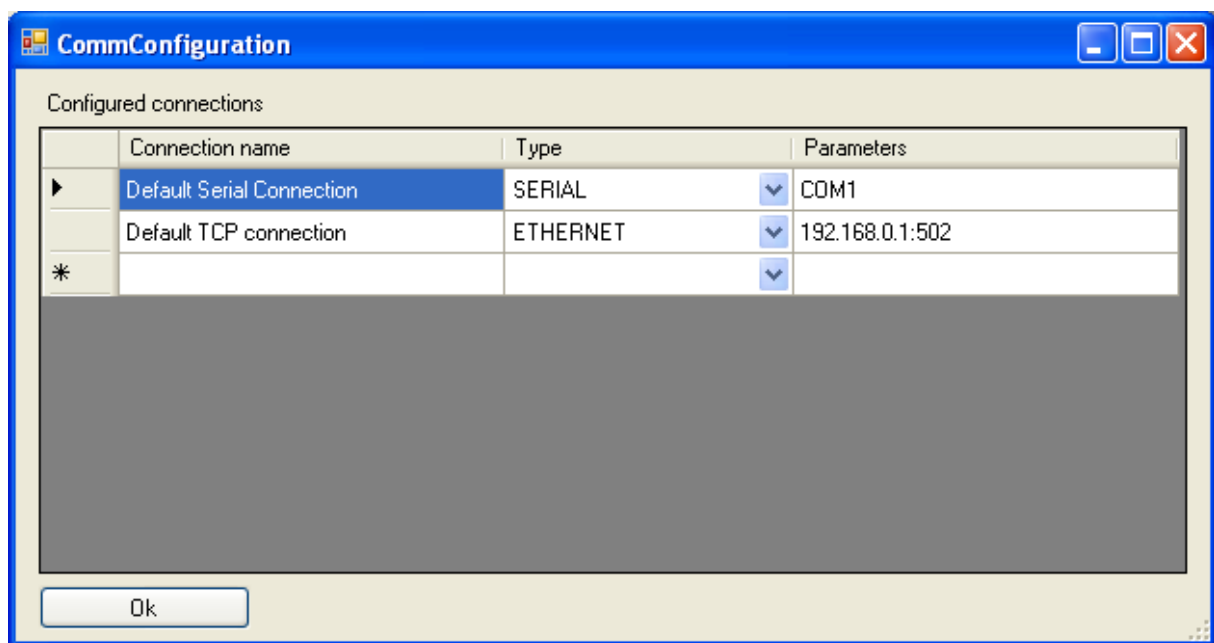 CommConfiguration
Configured connections
Connection name Type Parameters
Default Serial Connection SERIAL COM1
Default TCP connection ETHERNET 192.168.0.1:502
Ok